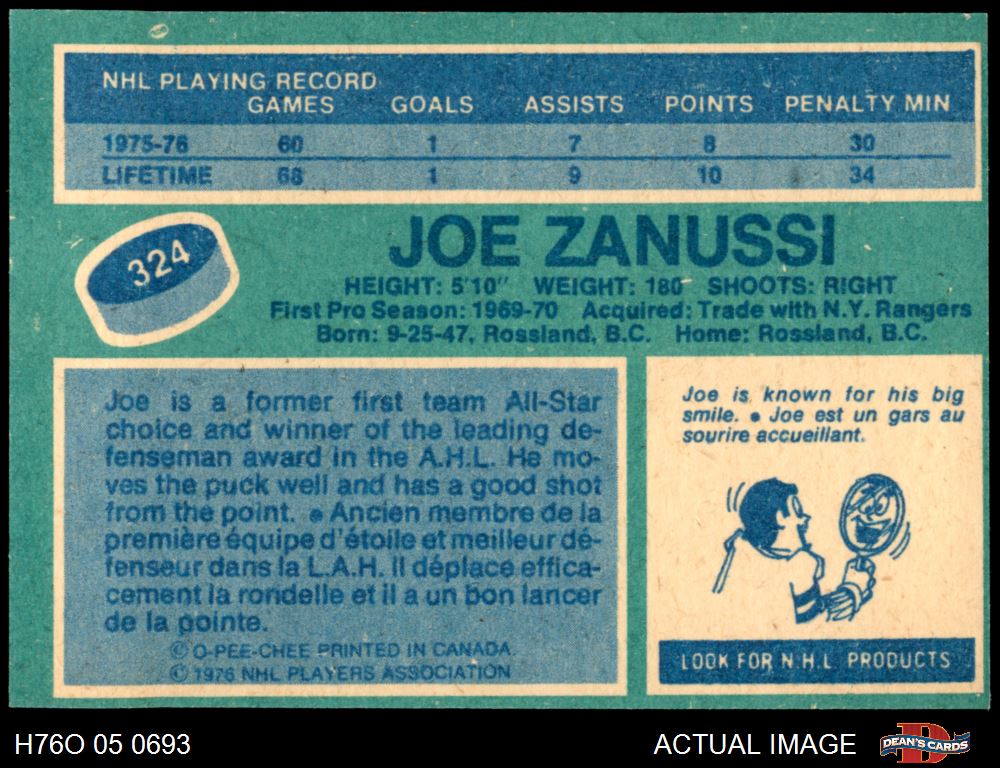 NHL PLAYING RECORD
GAMES GOALS ASSISTS POINTS PENALTY MIN
1975-76 60 1 7 8 30
LIFETIME 68 1 9 10 34
324
JOE ZANUSSI
HEIGHT: 5'10" WEIGHT: 180 SHOOTS: RIGHT
First Pro Season: 1969-70 Acquired: Trade with N.Y. Rangers
Born: 9-25-47, Rossland, B.C. Home: Rossland, B.C.
Joe is a former first team All-Star
choice and winner of the leading de-
fenseman award in the A.H.L. He mo-
ves the puck well and has a good shot
from the point. • Ancien membre de la
première équipe d'étoile et meilleur dé-
fenseur dans la L.A.H. Il déplace effica-
cement la rondelle et il a un bon lancer
de la pointe.
© O-PEE-CHEE PRINTED IN CANADA
© 1976 NHL PLAYERS ASSOCIATION
Joe is known for his big
smile. • Joe est un gars au
sourire accueillant.
LOOK FOR N.H.L PRODUCTS
H76O 05 0693
ACTUAL IMAGE
DEAN'S CARDS